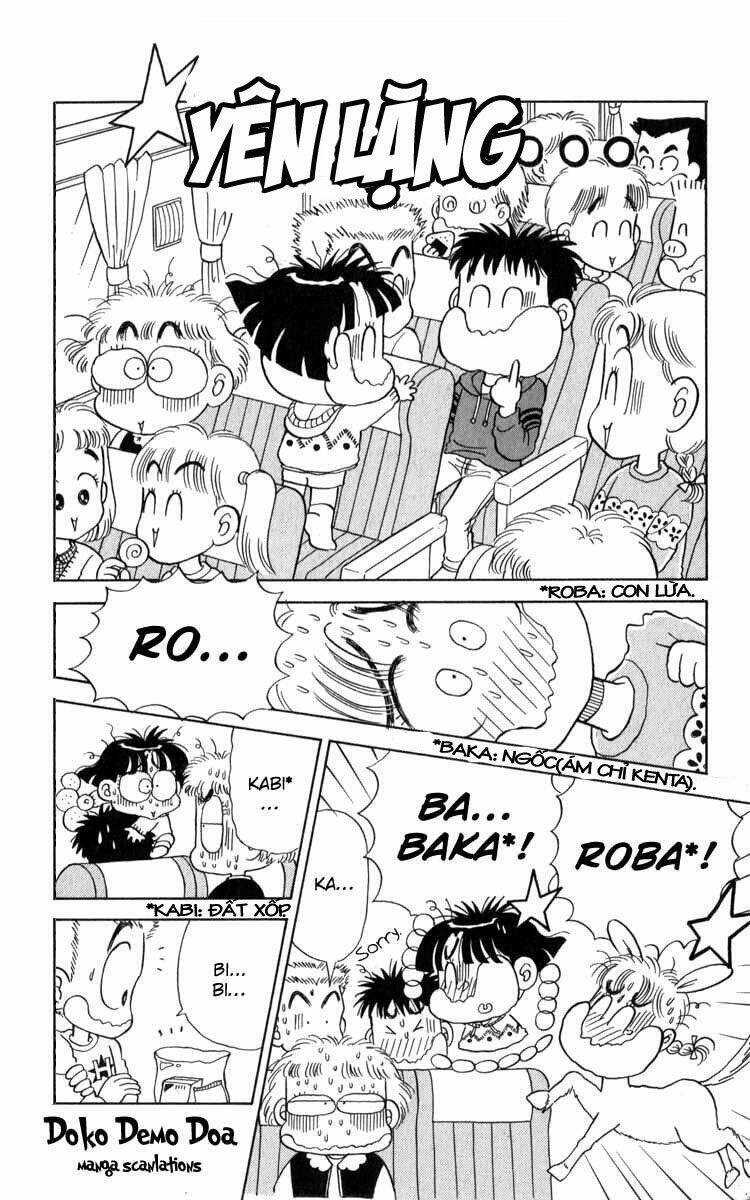 YÊN LẶNG
*ROBA: CON LỪA.
RO...
*BAKA: NGỐC(ÁM CHỈ KENTA).
KABI*
...
*KABI: ĐẤT XỐP.
BA...
BAKA*!
ROBA*!
KA...
Sorry
BI...
BI...
H
Doko Demo Doa
manga scanlations